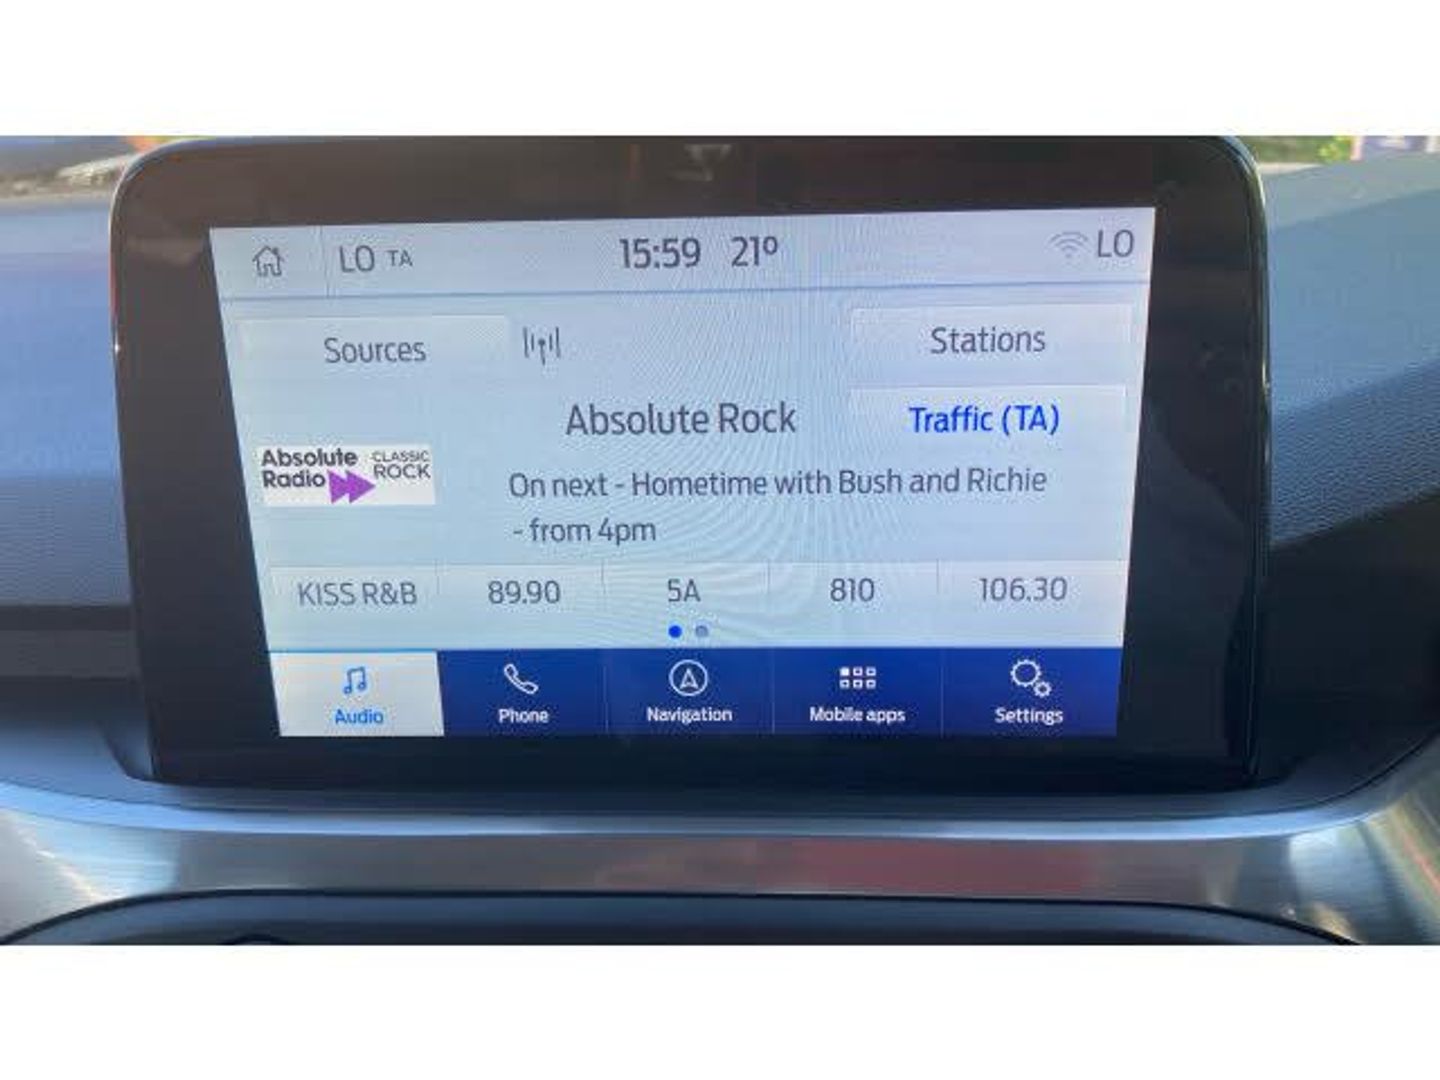 LO TA 15:59 21° LO
Sources Stations
Absolute Rock Traffic (TA)
Absolute CLASSIC
Radio ROCK
On next - Hometime with Bush and Richie
- from 4pm
KISS R&B 89.90 5A 810 106.30
Audio Phone Navigation Mobile apps Settings